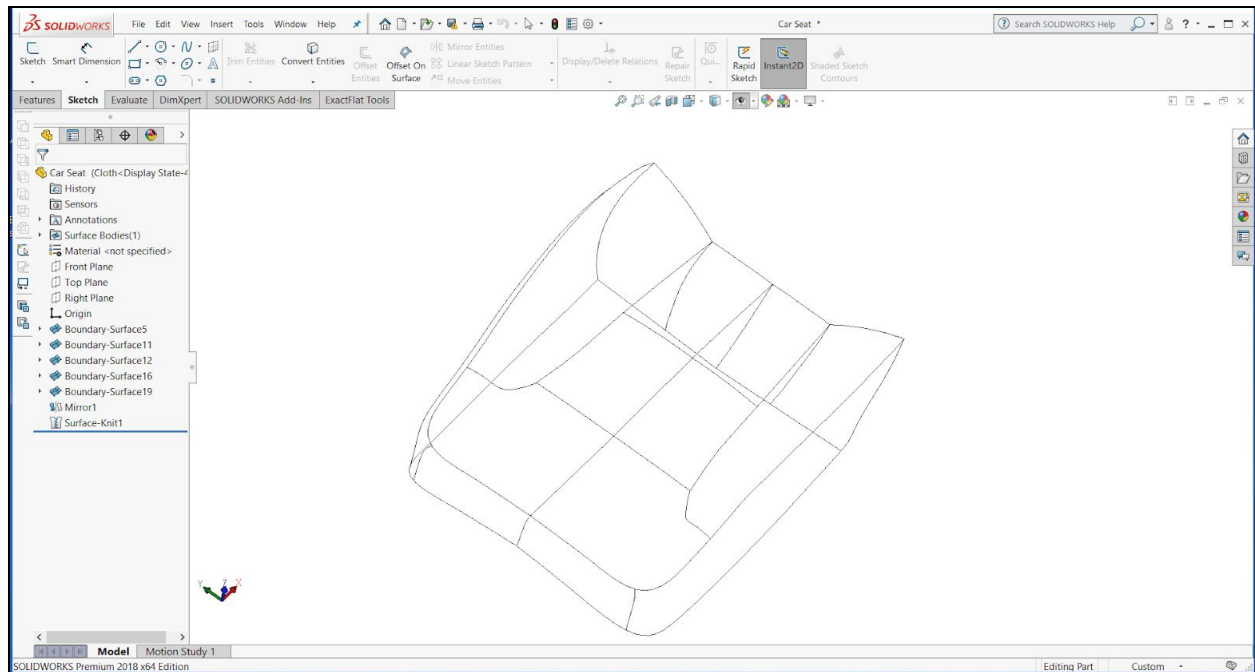 SOLIDWORKS File Edit View Insert Tools Window Help Car Seat * Search SOLIDWORKS Help ?
Sketch Smart Dimension Trim Entities Convert Entities Offset Entities Offset On Surface Mirror Entities Linear Sketch Pattern Move Entities Display/Delete Relations Repair Sketch Qui... Rapid Sketch Instant2D Shaded Sketch Contours
Features Sketch Evaluate DimXpert SOLIDWORKS Add-Ins ExactFlat Tools
Car Seat (Cloth<Display State-4
History
Sensors
Annotations
Surface Bodies(1)
Material <not specified>
Front Plane
Top Plane
Right Plane
Origin
Boundary-Surface5
Boundary-Surface11
Boundary-Surface12
Boundary-Surface16
Boundary-Surface19
Mirror1
Surface-Knit1
Y Z X
Model Motion Study 1
SOLIDWORKS Premium 2018 x64 Edition Editing Part Custom